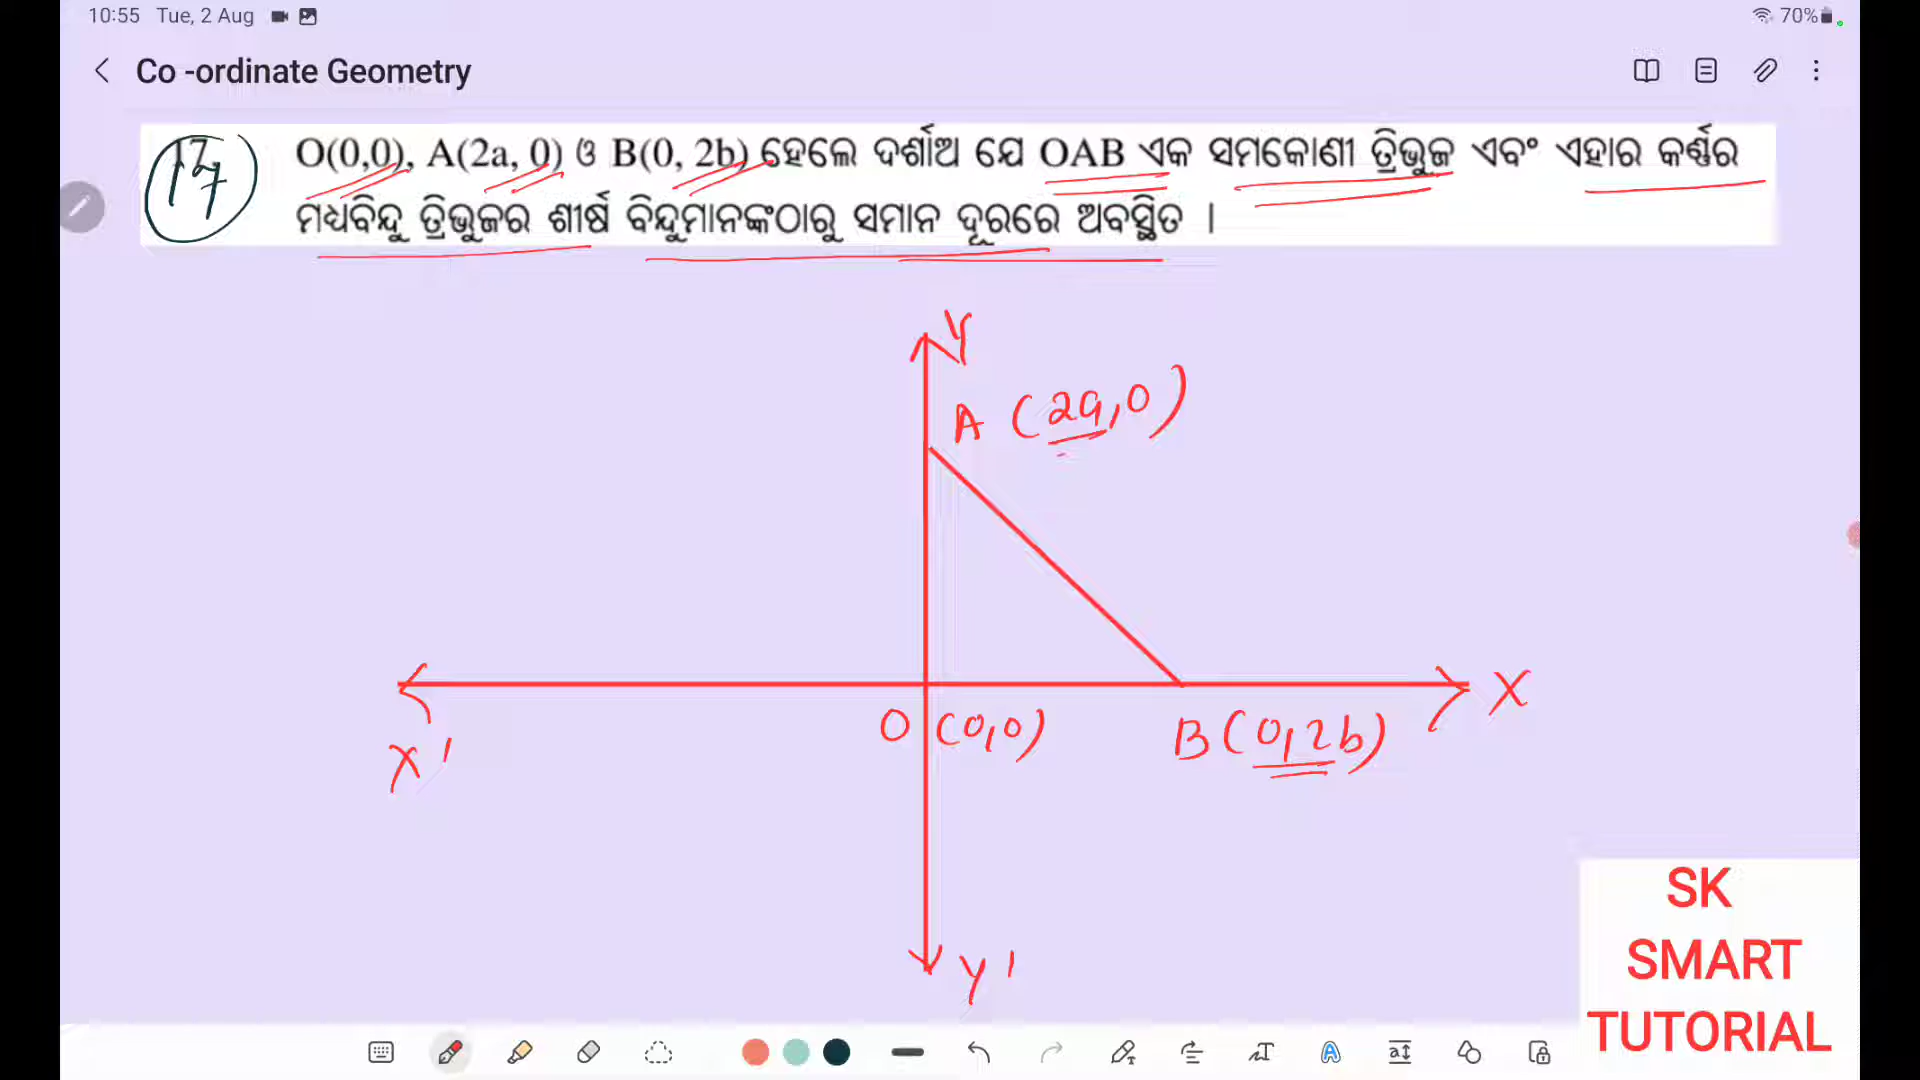 10:55 Tue, 2 Aug
70%
Co -ordinate Geometry
17. O(0,0), A(2a, 0) ଓ B(0, 2b) ହେଲେ ଦର୍ଶାଅ ଯେ OAB ଏକ ସମକୋଣୀ ତ୍ରିଭୁଜ ଏବଂ ଏହାର କର୍ଣ୍ଣର
ମଧ୍ୟବିନ୍ଦୁ ତ୍ରିଭୁଜର ଶୀର୍ଷ ବିନ୍ଦୁମାନଙ୍କଠାରୁ ସମାନ ଦୂରରେ ଅବସ୍ଥିତ ।
17
Y
A (2a,0)
X
O (0,0)
B (0,2b)
X'
Y'
SK
SMART
TUTORIAL